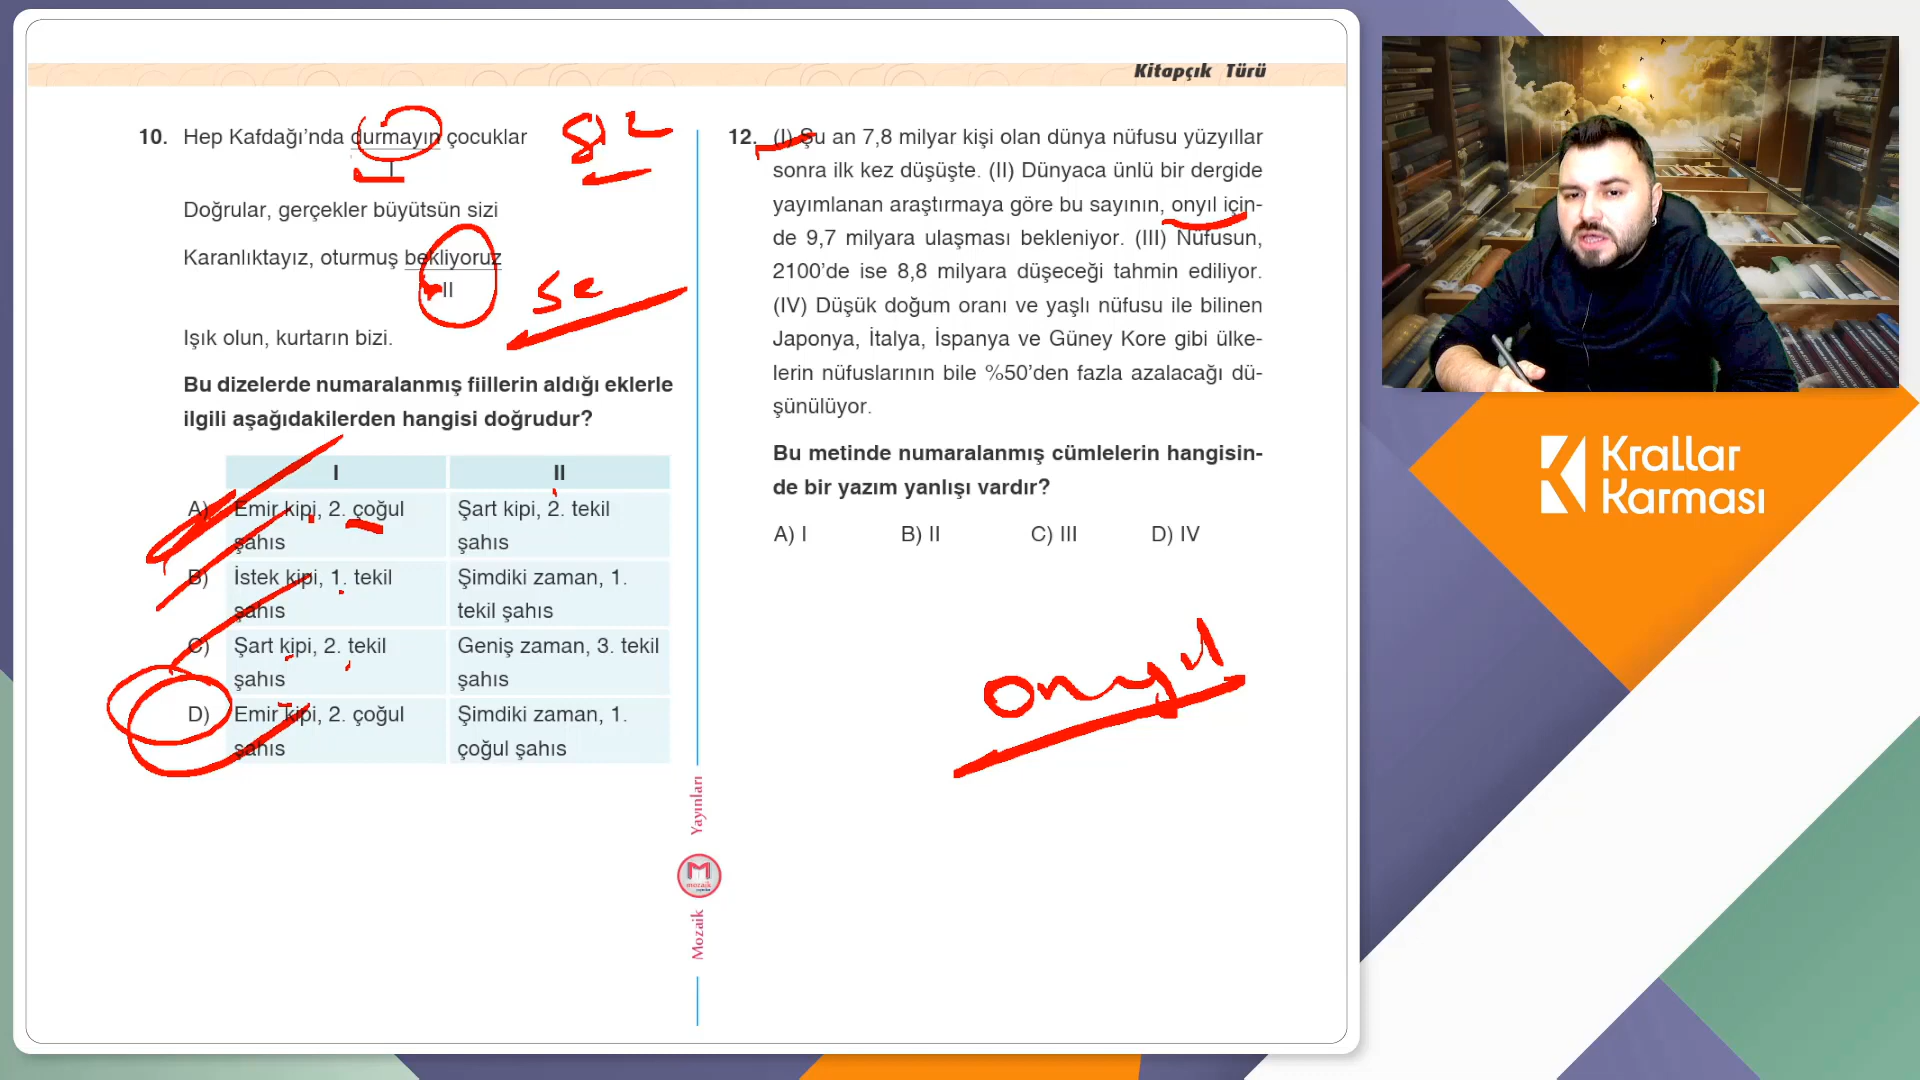 Kitapçık Türü
10. Hep Kafdağı'nda durmayın çocuklar
I
Doğrular, gerçekler büyütsün sizi
Karanlıktayız, oturmuş bekliyoruz
II
Işık olun, kurtarın bizi.
Bu dizelerde numaralanmış fiillerin aldığı eklerle
ilgili aşağıdakilerden hangisi doğrudur?
I II
A) Emir kipi, 2. çoğul şahıs Şart kipi, 2. tekil şahıs
B) İstek kipi, 1. tekil şahıs Şimdiki zaman, 1. tekil şahıs
C) Şart kipi, 2. tekil şahıs Geniş zaman, 3. tekil şahıs
D) Emir kipi, 2. çoğul şahıs Şimdiki zaman, 1. çoğul şahıs
se
Mozaik Yayınları
M
mozaik
12. (I) Şu an 7,8 milyar kişi olan dünya nüfusu yüzyıllar
sonra ilk kez düşüşte. (II) Dünyaca ünlü bir dergide
yayımlanan araştırmaya göre bu sayının, onyıl için-
de 9,7 milyara ulaşması bekleniyor. (III) Nüfusun,
2100'de ise 8,8 milyara düşeceği tahmin ediliyor.
(IV) Düşük doğum oranı ve yaşlı nüfusu ile bilinen
Japonya, İtalya, İspanya ve Güney Kore gibi ülke-
lerin nüfuslarının bile %50'den fazla azalacağı dü-
şünülüyor.
Bu metinde numaralanmış cümlelerin hangisin-
de bir yazım yanlışı vardır?
A) I B) II C) III D) IV
onyıl
Krallar
Karması